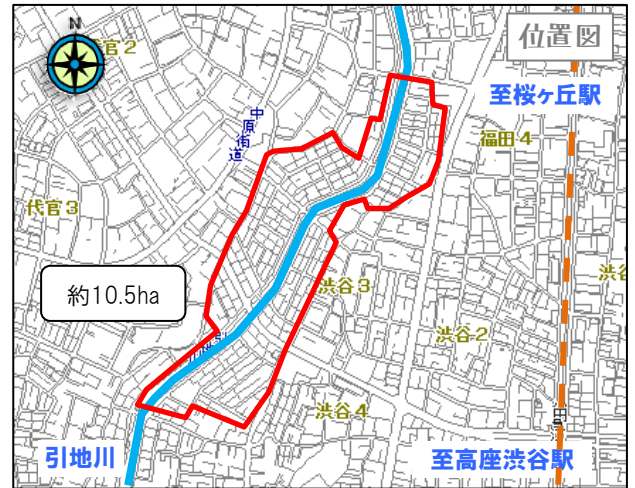 N
位置図
代官2
至桜ヶ丘駅
中原街道
福田4
代官3
約10.5ha
渋谷3
渋谷2
渋谷4
引地川
至高座渋谷駅